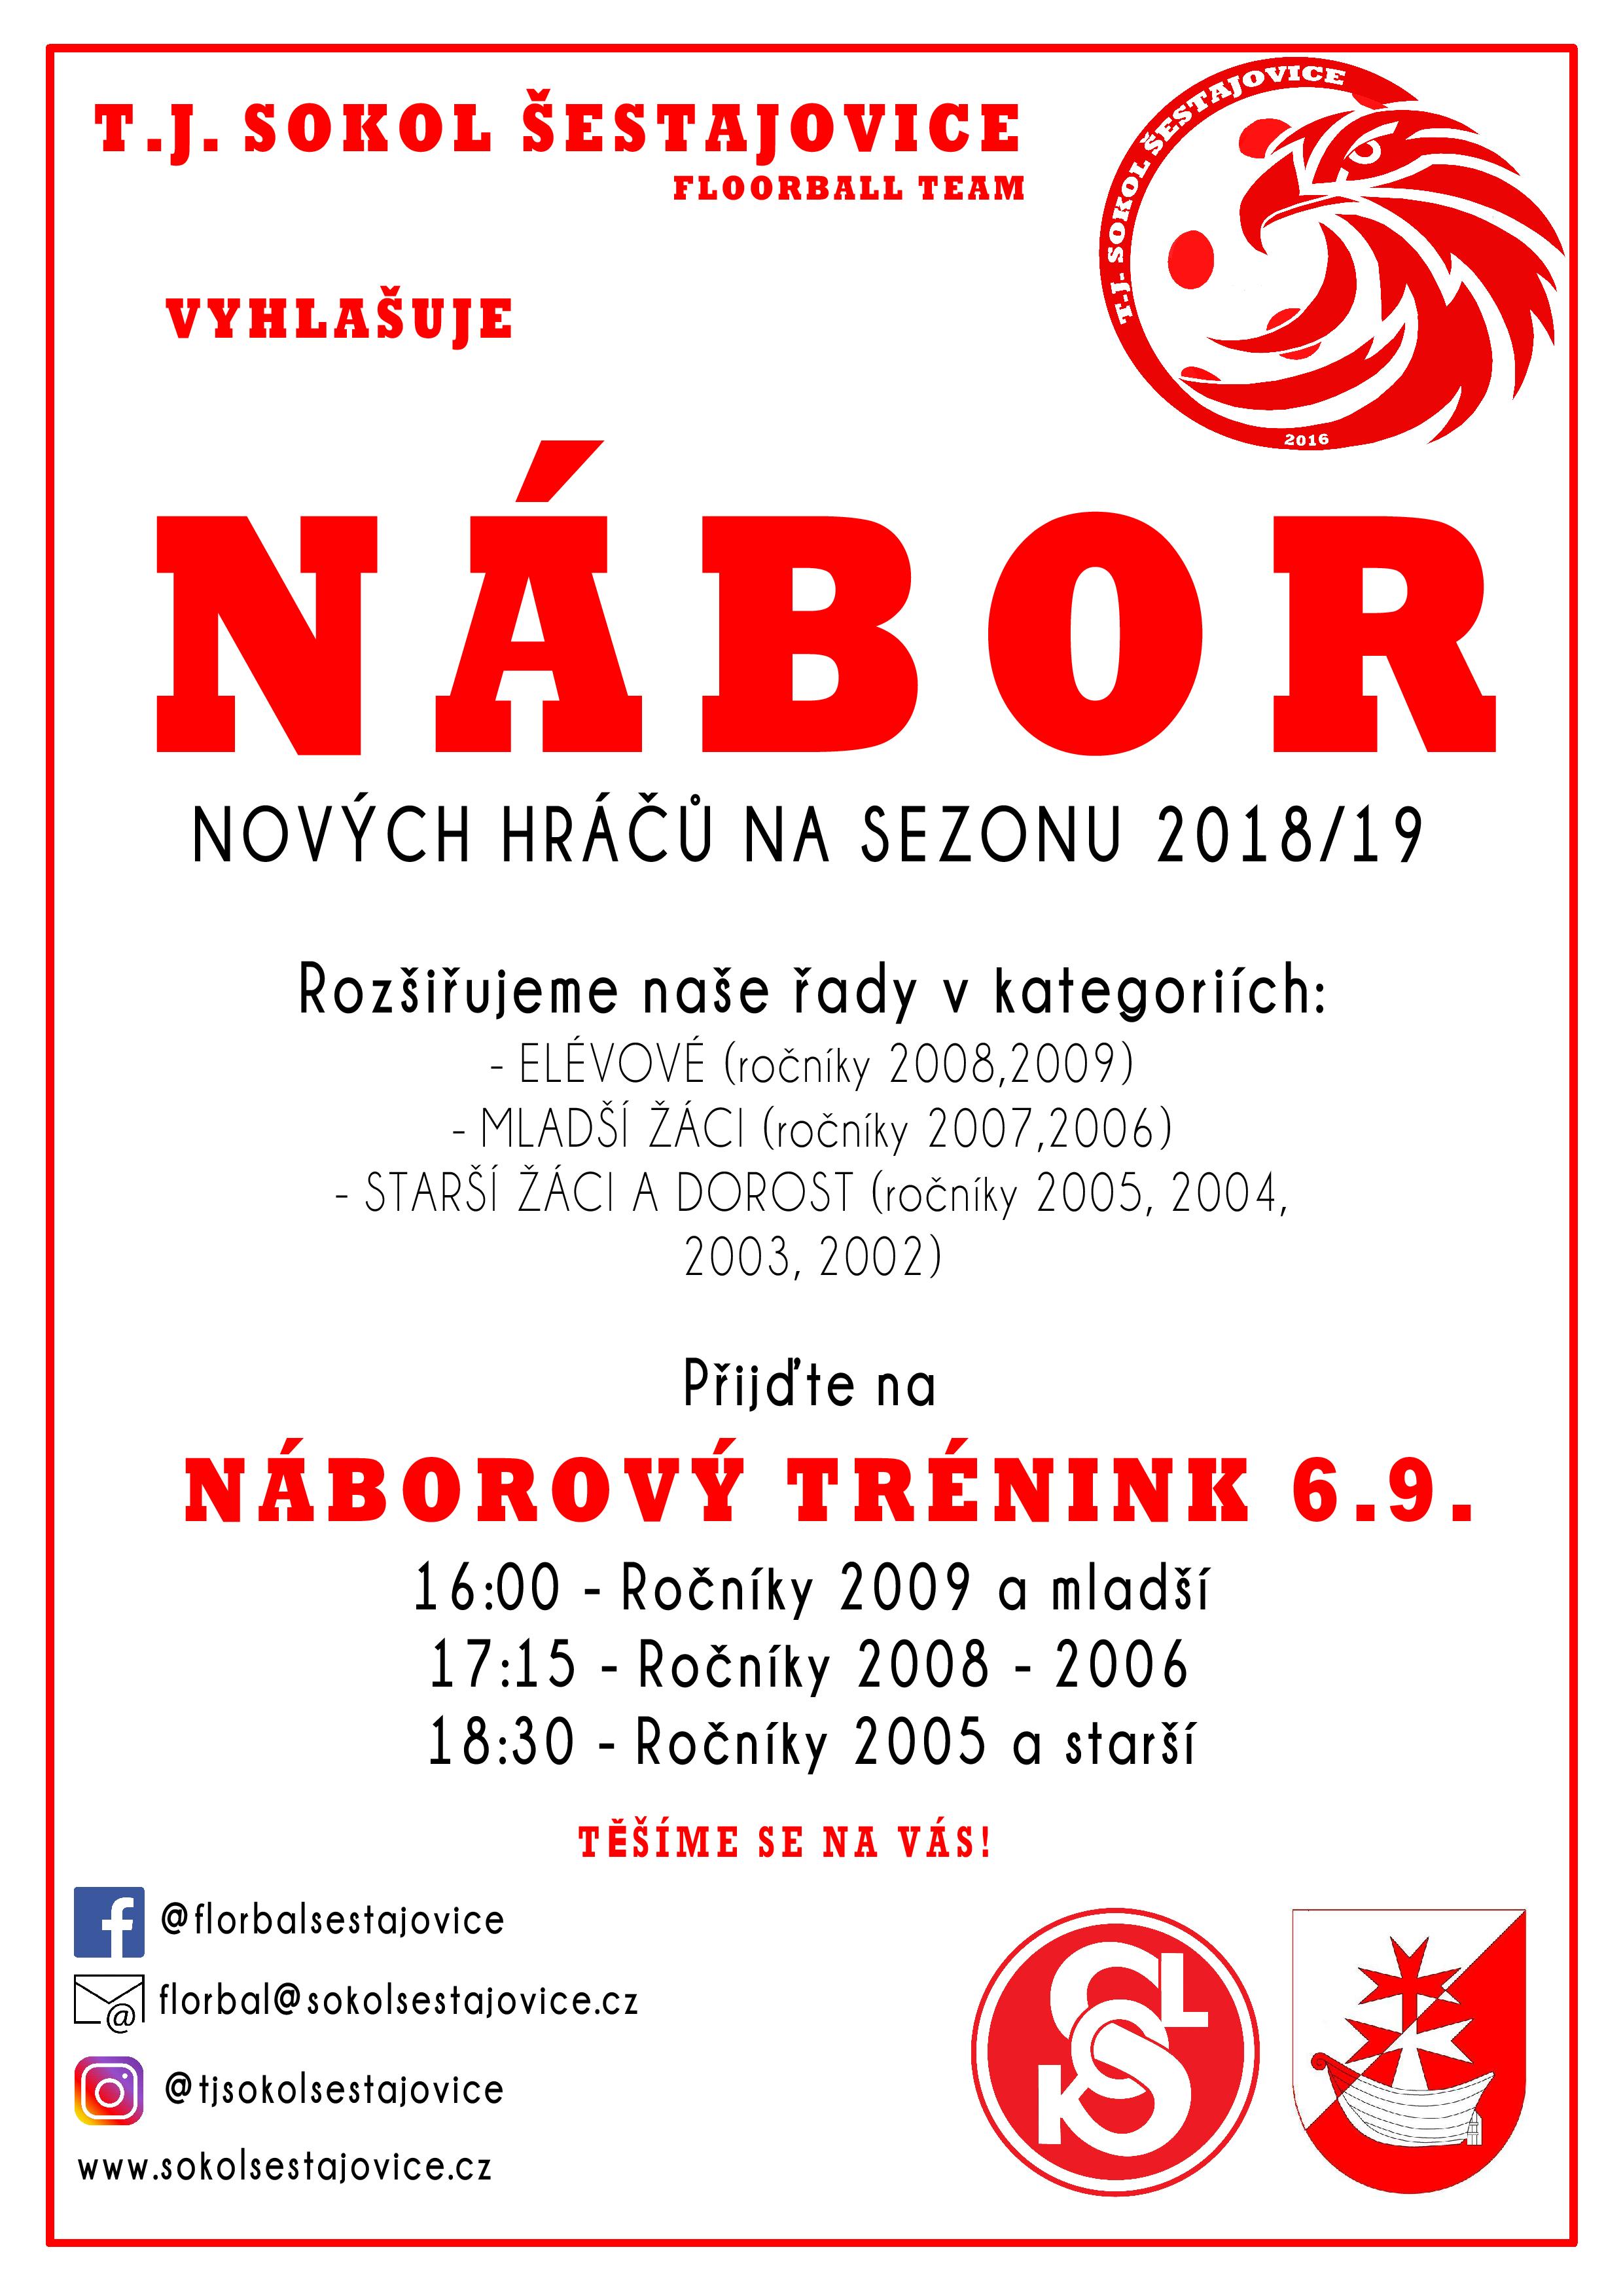 T.J. SOKOL ŠESTAJOVICE
FLOORBALL TEAM
T.J. SOKOL ŠESTAJOVICE
2016
VYHLAŠUJE
NÁBOR
NOVÝCH HRÁČŮ NA SEZONU 2018/19
Rozšiřujeme naše řady v kategoriích:
- ELÉVOVÉ (ročníky 2008,2009)
- MLADŠÍ ŽÁCI (ročníky 2007,2006)
- STARŠÍ ŽÁCI A DOROST (ročníky 2005, 2004,
2003, 2002)
Přijďte na
NÁBOROVÝ TRÉNINK 6.9.
16:00 - Ročníky 2009 a mladší
17:15 - Ročníky 2008 - 2006
18:30 - Ročníky 2005 a starší
TĚŠÍME SE NA VÁS!
@florbalsestajovice
florbal@sokolsestajovice.cz
@tjsokolsestajovice
www.sokolsestajovice.cz
SOKOL